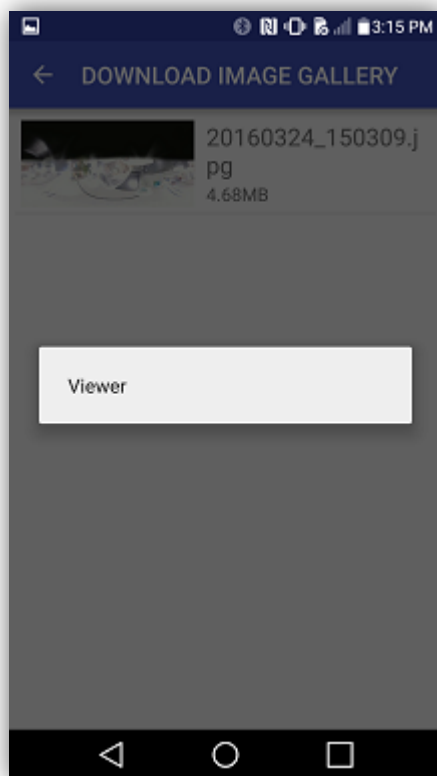 3:15 PM
DOWNLOAD IMAGE GALLERY
20160324_150309.j
pg
4.68MB
Viewer